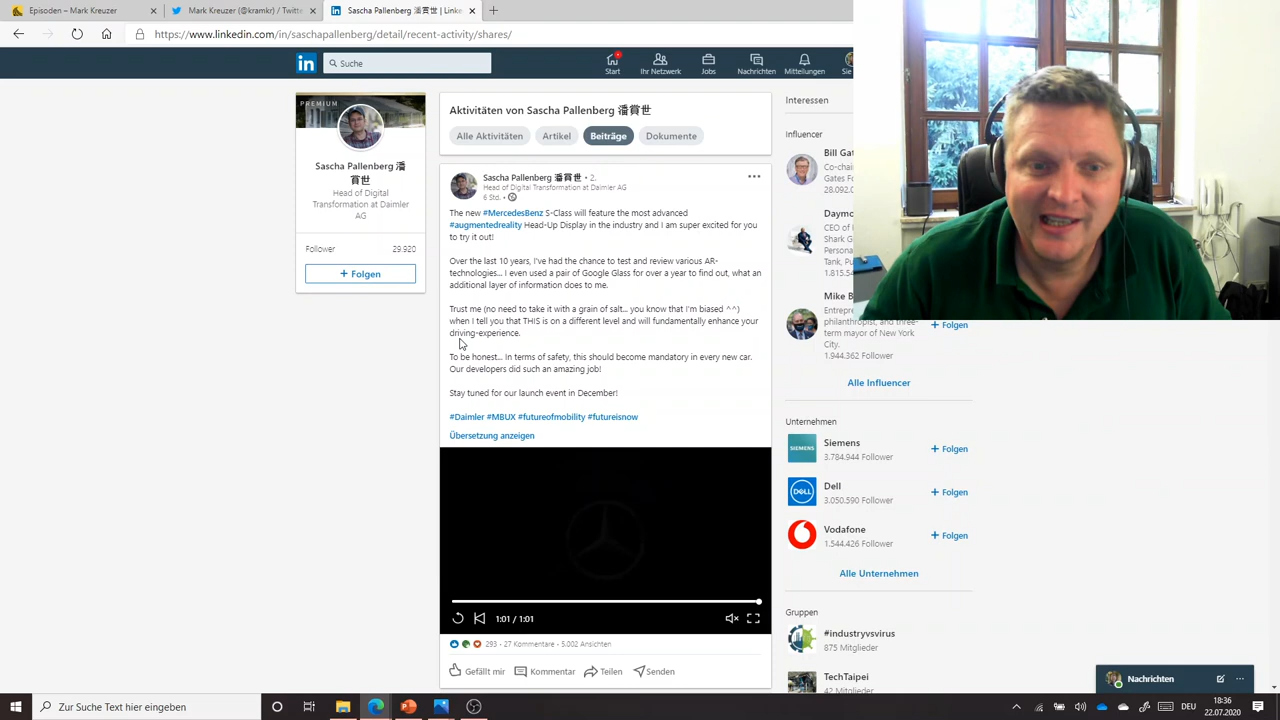 Episoden – Mark Kreuzer
Mark Kreuzer (@kramkr) / Twitte
Sascha Pallenberg 潘賞世 | Linke
https://www.linkedin.com/in/saschapallenberg/detail/recent-activity/shares/
in
Suche
Start
Ihr Netzwerk
Jobs
Nachrichten
Mitteilungen
Sie
PREMIUM
Sascha Pallenberg 潘
賞世
Head of Digital
Transformation at Daimler
AG
Follower 29.920
+ Folgen
Aktivitäten von Sascha Pallenberg 潘賞世
Alle Aktivitäten
Artikel
Beiträge
Dokumente
Sascha Pallenberg 潘賞世 • 2.
Head of Digital Transformation at Daimler AG
6 Std. •
The new #MercedesBenz S-Class will feature the most advanced
#augmentedreality Head-Up Display in the industry and I am super excited for you
to try it out!
Over the last 10 years, I've had the chance to test and review various AR-
technologies... I even used a pair of Google Glass for over a year to find out, what an
additional layer of information does to me.
Trust me (no need to take it with a grain of salt... you know that I'm biased ^^)
when I tell you that THIS is on a different level and will fundamentally enhance your
driving-experience.
To be honest... In terms of safety, this should become mandatory in every new car.
Our developers did such an amazing job!
Stay tuned for our launch event in December!
#Daimler #MBUX #futureofmobility #futureisnow
Übersetzung anzeigen
1:01 / 1:01
293 • 27 Kommentare • 5.002 Ansichten
Gefällt mir
Kommentar
Teilen
Senden
Interessen
Influencer
Bill Gat
Co-chai
Gates Fo
28.092.0
Daymo
CEO of
Shark G
Persona
Tank, Pu
1.815.54
Mike B
Entrepre
philanthropist, and three-
term mayor of New York
City.
1.944.362 Follower
+ Folgen
Alle Influencer
Unternehmen
SIEMENS
Siemens
3.784.944 Follower
+ Folgen
DELL
Dell
3.050.590 Follower
+ Folgen
Vodafone
1.544.426 Follower
+ Folgen
Alle Unternehmen
Gruppen
#industryvsvirus
875 Mitglieder
TechTaipei
42 Mitglieder
Nachrichten
Zur Suche Text hier eingeben
18:36
22.07.2020